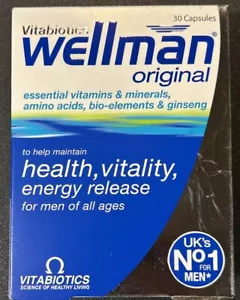 30 Capsules
Vitabiotics
wellman®
original
essential vitamins & minerals,
amino acids, bio-elements & ginseng
to help maintain
health, vitality,
energy release
for men of all ages
UK's
No1
FOR
MEN*
VITABIOTICS
SCIENCE OF HEALTHY LIVING